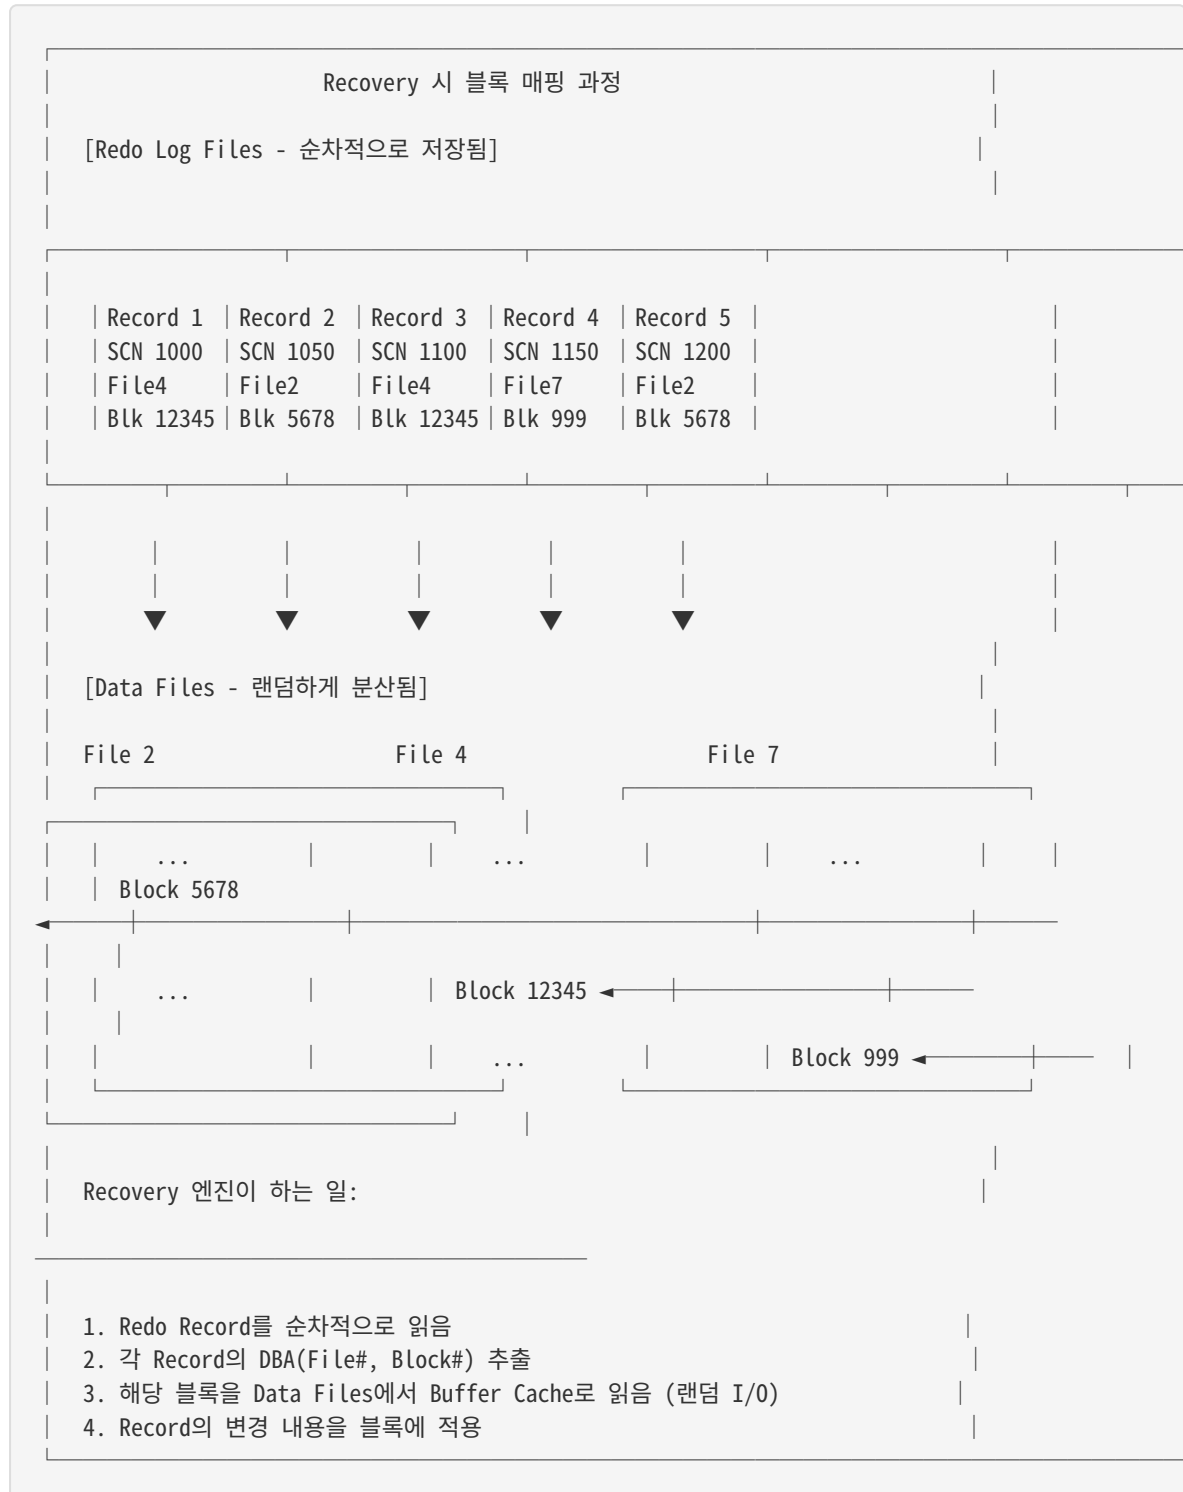 Recovery 시 블록 매핑 과정
[Redo Log Files - 순차적으로 저장됨]
Record 1 Record 2 Record 3 Record 4 Record 5
SCN 1000 SCN 1050 SCN 1100 SCN 1150 SCN 1200
File4 File2 File4 File7 File2
Blk 12345 Blk 5678 Blk 12345 Blk 999 Blk 5678
[Data Files - 랜덤하게 분산됨]
File 2 File 4 File 7
... ... ...
Block 5678
... Block 12345
... Block 999
Recovery 엔진이 하는 일:
1. Redo Record를 순차적으로 읽음
2. 각 Record의 DBA(File#, Block#) 추출
3. 해당 블록을 Data Files에서 Buffer Cache로 읽음 (랜덤 I/O)
4. Record의 변경 내용을 블록에 적용